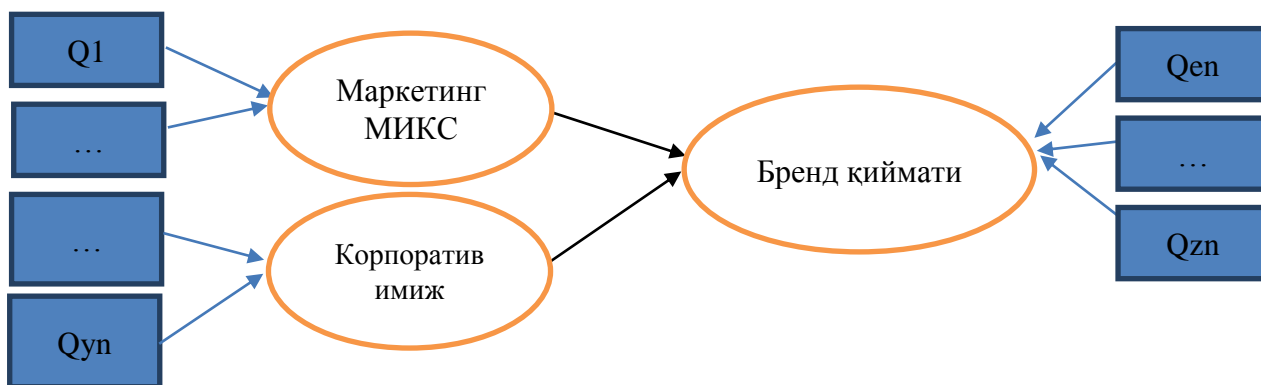 Q1
…
…
Qyn
Маркетинг
МИКС
Корпоратив
имиж
Бренд қиймати
Qen
…
Qzn